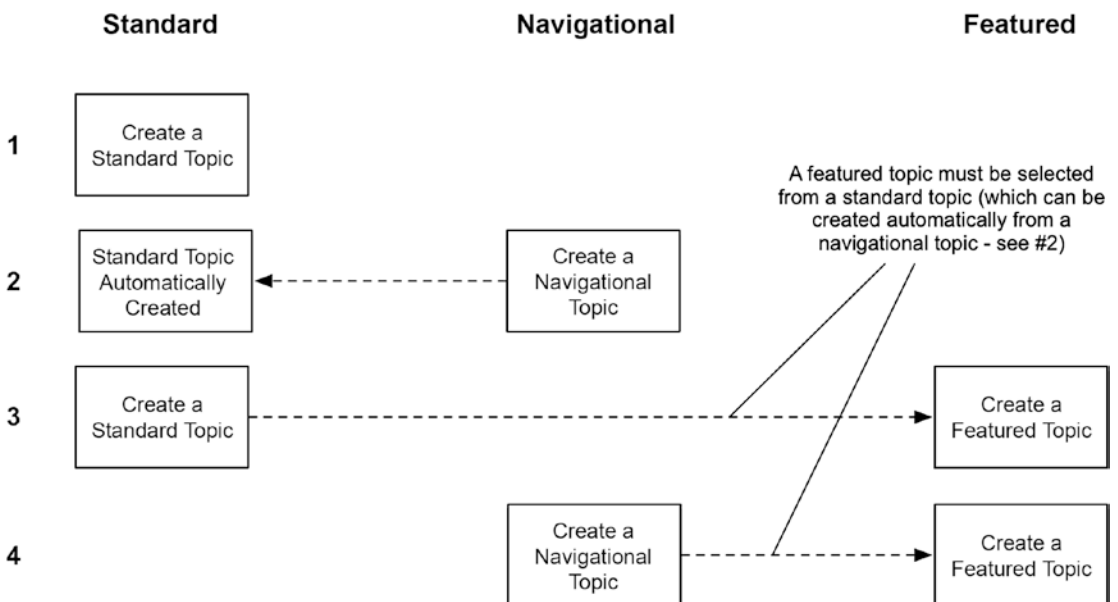 Standard Navigational Featured
1
Create a
Standard Topic
A featured topic must be selected
from a standard topic (which can be
created automatically from a
navigational topic - see #2)
2
Standard Topic
Automatically
Created
Create a
Navigational
Topic
3
Create a
Standard Topic
Create a
Featured Topic
4
Create a
Navigational
Topic
Create a
Featured Topic